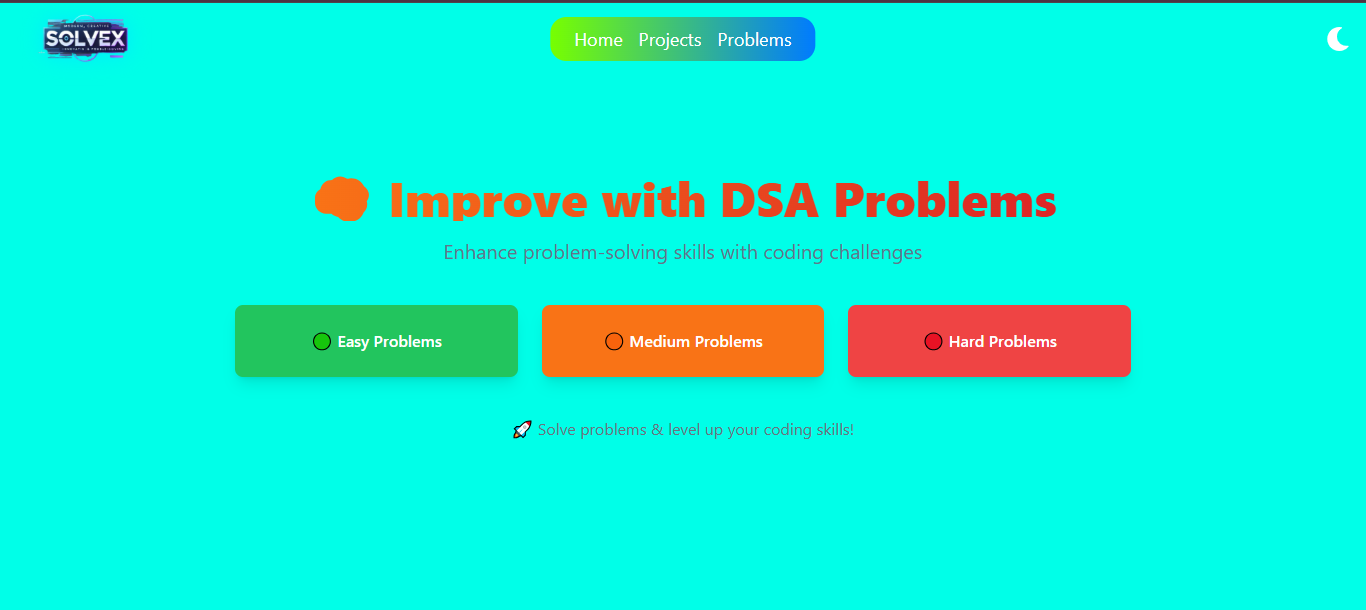 SOLVEX
Home Projects Problems
Improve with DSA Problems
Enhance problem-solving skills with coding challenges
Easy Problems
Medium Problems
Hard Problems
Solve problems & level up your coding skills!